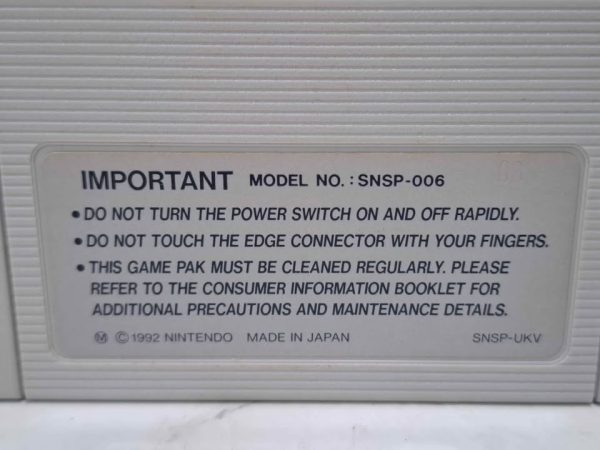 IMPORTANT MODEL NO. : SNSP-006
• DO NOT TURN THE POWER SWITCH ON AND OFF RAPIDLY.
• DO NOT TOUCH THE EDGE CONNECTOR WITH YOUR FINGERS.
• THIS GAME PAK MUST BE CLEANED REGULARLY. PLEASE
REFER TO THE CONSUMER INFORMATION BOOKLET FOR
ADDITIONAL PRECAUTIONS AND MAINTENANCE DETAILS.
Ⓜ © 1992 NINTENDO MADE IN JAPAN SNSP-UKV